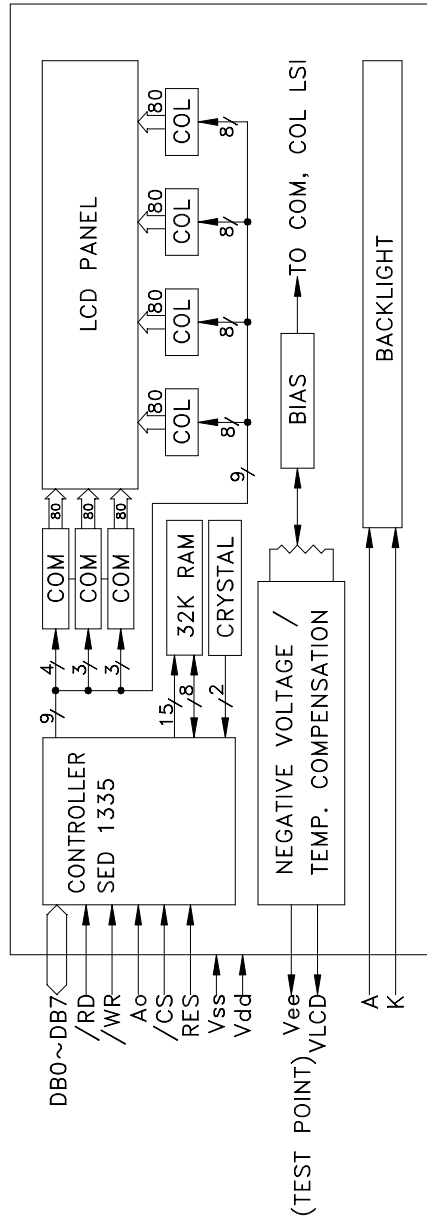 DB0~DB7
/RD
/WR
Ao
/CS
RES
Vss
Vdd
(TEST POINT)
Vee
VLCD
A
K
CONTROLLER
SED 1335
9
4
3
3
COM
COM
COM
80
80
80
LCD PANEL
15
8
2
32K RAM
CRYSTAL
9
80
80
80
80
COL
COL
COL
COL
8
8
8
8
NEGATIVE VOLTAGE /
TEMP. COMPENSATION
BIAS
TO COM, COL LSI
BACKLIGHT